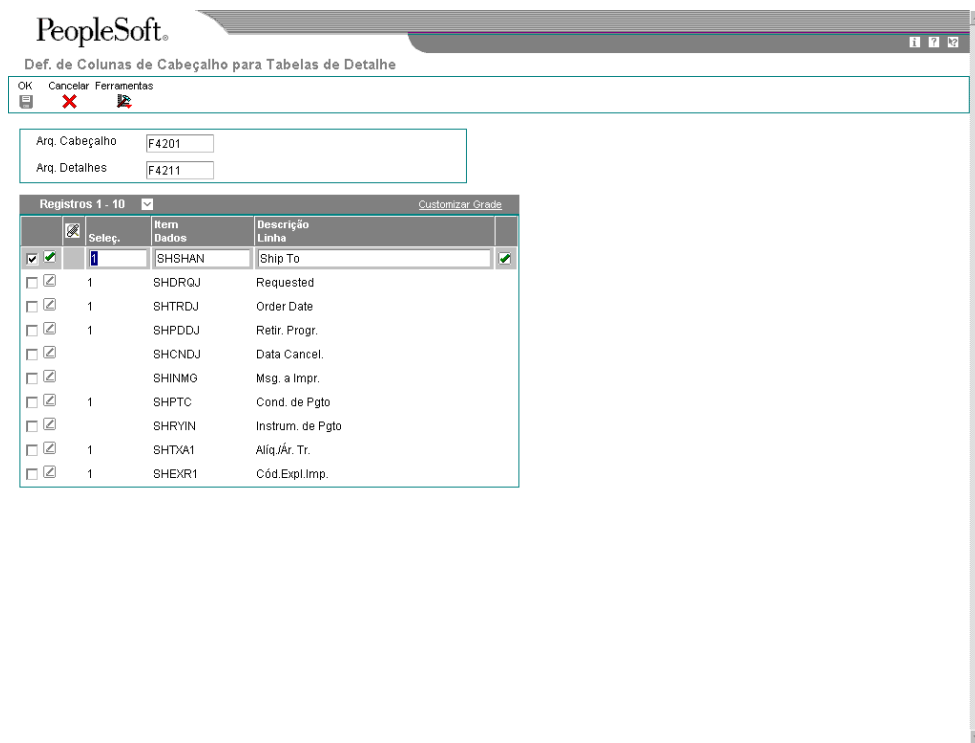 PeopleSoft®
Def. de Colunas de Cabeçalho para Tabelas de Detalhe
OK Cancelar Ferramentas
Arq. Cabeçalho F4201
Arq. Detalhes F4211
Registros 1 - 10 Customizar Grade
Seleç. Item Dados Descrição Linha
1 SHSHAN Ship To
1 SHDRQJ Requested
1 SHTRDJ Order Date
1 SHPDDJ Retir. Progr.
SHCNDJ Data Cancel.
SHINMG Msg. a Impr.
1 SHPTC Cond. de Pgto
SHRYIN Instrum. de Pgto
1 SHTXA1 Alíq./Ár. Tr.
1 SHEXR1 Cód.Expl.Imp.